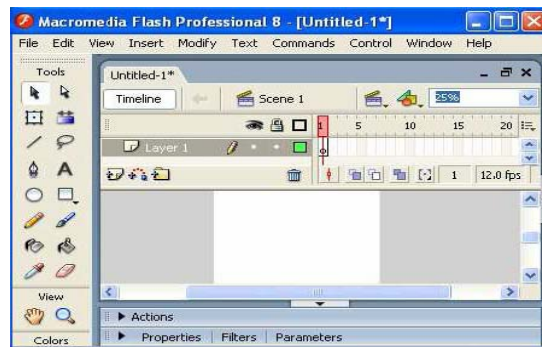 Macromedia Flash Professional 8 - [Untitled-1*]
File Edit View Insert Modify Text Commands Control Window Help
Tools
Untitled-1*
Timeline Scene 1 25%
1 5 10 15 20
Layer 1
1 12.0 fps
View
Actions
Colors
Properties Filters Parameters